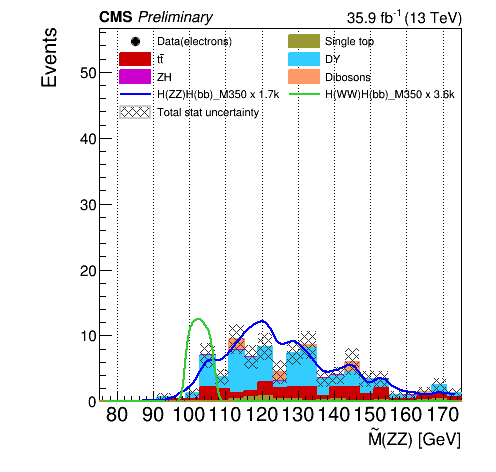 CMS Preliminary 35.9 fb⁻¹ (13 TeV)
Events
Data(electrons) Single top
tt̄ DY
ZH Dibosons
H(ZZ)H(bb)_M350 x 1.7k H(WW)H(bb)_M350 x 3.6k
Total stat uncertainty
50
40
30
20
10
0
80 90 100 110 120 130 140 150 160 170
M̃(ZZ) [GeV]